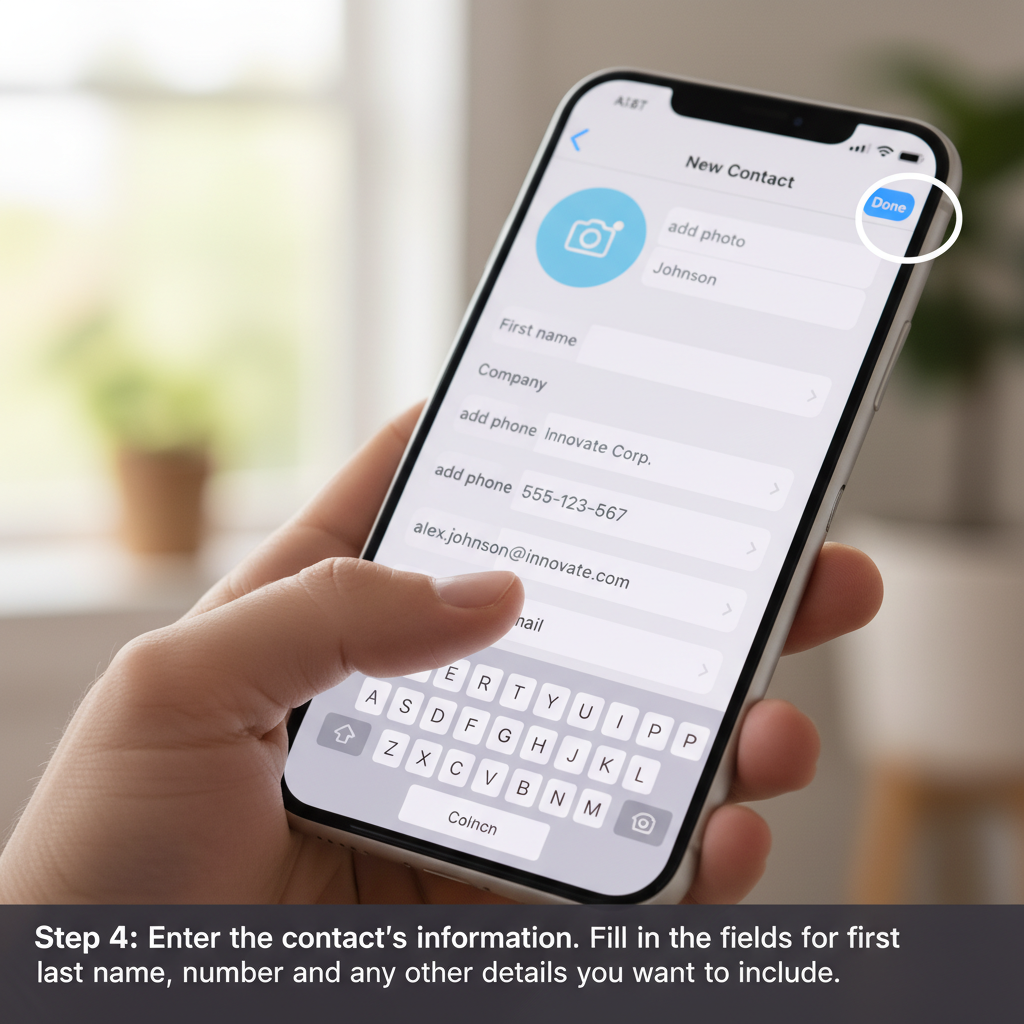 AT&T
New Contact
Done
add photo
Johnson
First name
Company
add phone Innovate Corp.
add phone 555-123-567
alex.johnson@innovate.com
mail
E R T Y U I P P
A S D F G H J K L
Z X C V B N M
Colncn
Step 4: Enter the contact's information. Fill in the fields for first
last name, number and any other details you want to include.